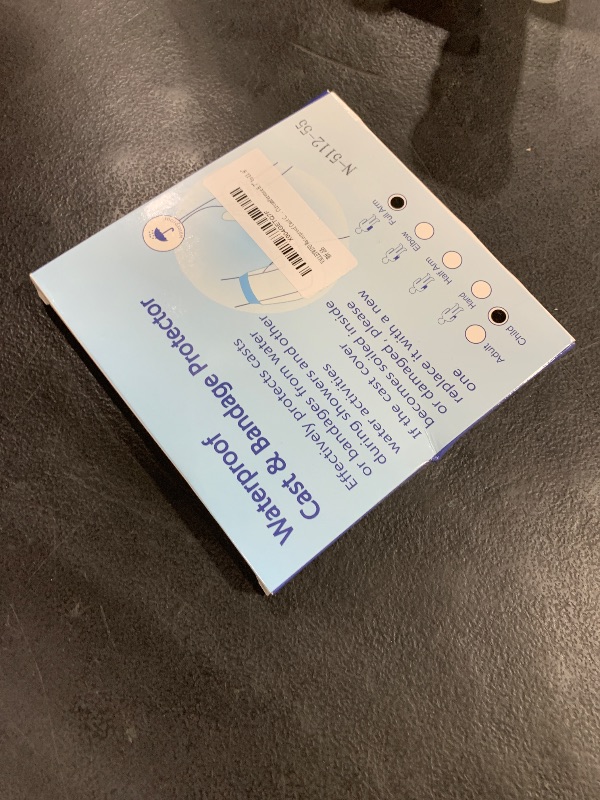 Waterproof
Cast & Bandage Protector
Effectively protects casts
or bandages from water
during showers and other
water activities
If the cast cover
becomes soiled inside
or damaged, please
replace it with a new
one
Adult
Child
Hand
Half Arm
Elbow
Full Arm
N-5112-55